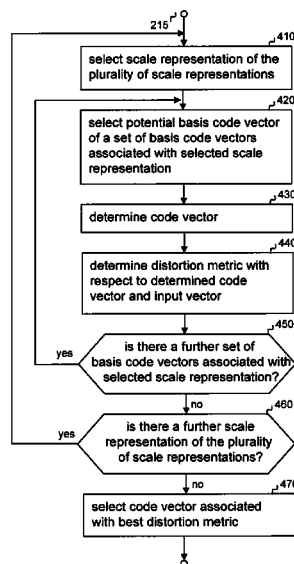 215
410
select scale representation of the
plurality of scale representations
420
select potential basis code vector
of a set of basis code vectors
associated with selected scale
representation
430
determine code vector
440
determine distortion metric with
respect to determined code
vector and input vector
450
is there a further set of
basis code vectors associated with
selected scale representation?
yes
no
460
is there a further scale
representation of the plurality
of scale representations?
yes
no
470
select code vector associated
with best distortion metric